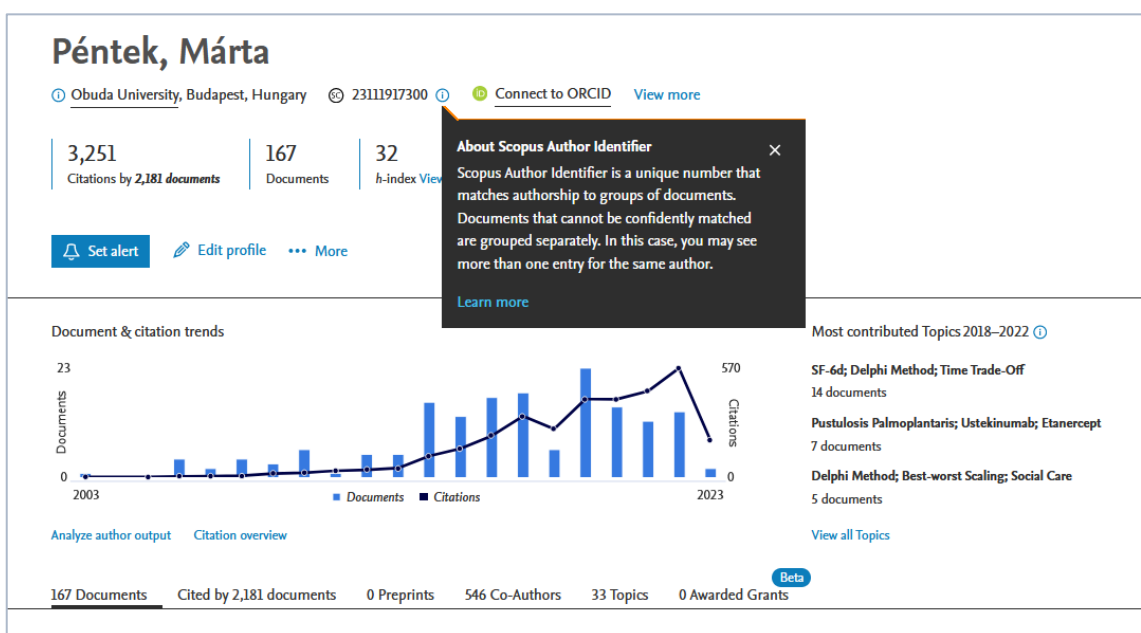 Péntek, Márta
Obuda University, Budapest, Hungary SC 23111917300 iD Connect to ORCID View more
3,251 167 32
Citations by 2,181 documents Documents h-index View
About Scopus Author Identifier
Scopus Author Identifier is a unique number that
matches authorship to groups of documents.
Documents that cannot be confidently matched
are grouped separately. In this case, you may see
more than one entry for the same author.
Learn more
Set alert Edit profile More
Document & citation trends
23 570
Documents Citations
0 0
2003 2023
Documents Citations
Analyze author output Citation overview
Most contributed Topics 2018–2022
SF-6d; Delphi Method; Time Trade-Off
14 documents
Pustulosis Palmoplantaris; Ustekinumab; Etanercept
7 documents
Delphi Method; Best-worst Scaling; Social Care
5 documents
View all Topics
Beta
167 Documents Cited by 2,181 documents 0 Preprints 546 Co-Authors 33 Topics 0 Awarded Grants